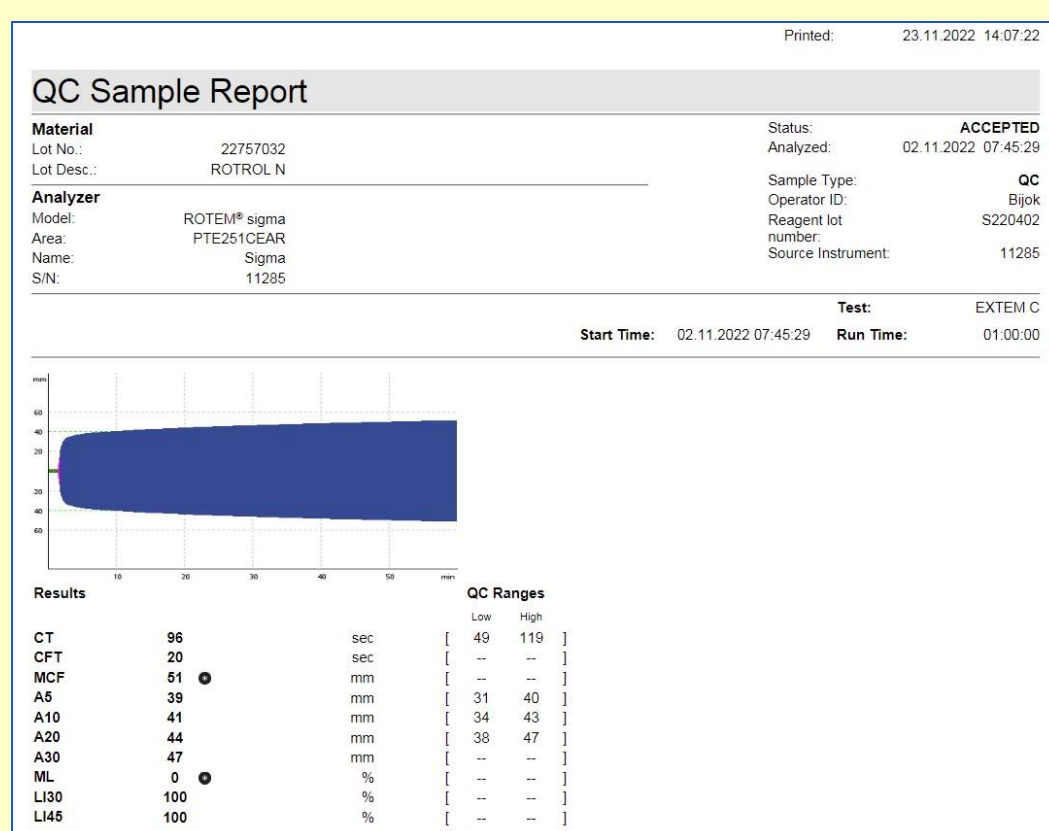 Printed: 23.11.2022 14:07:22
QC Sample Report
Material
Lot No.: 22757032
Lot Desc.: ROTROL N
Status: ACCEPTED
Analyzed: 02.11.2022 07:45:29
Sample Type: QC
Operator ID: Bijok
Reagent lot number: S220402
Source Instrument: 11285
Analyzer
Model: ROTEM® sigma
Area: PTE251CEAR
Name: Sigma
S/N: 11285
Test: EXTEM C
Start Time: 02.11.2022 07:45:29 Run Time: 01:00:00
mm
60
40
20
20
40
60
10 20 30 40 50 min
Results QC Ranges
Low High
CT 96 sec [ 49 119 ]
CFT 20 sec [ -- -- ]
MCF 51 * mm [ -- -- ]
A5 39 mm [ 31 40 ]
A10 41 mm [ 34 43 ]
A20 44 mm [ 38 47 ]
A30 47 mm [ -- -- ]
ML 0 * % [ -- -- ]
LI30 100 % [ -- -- ]
LI45 100 % [ -- -- ]